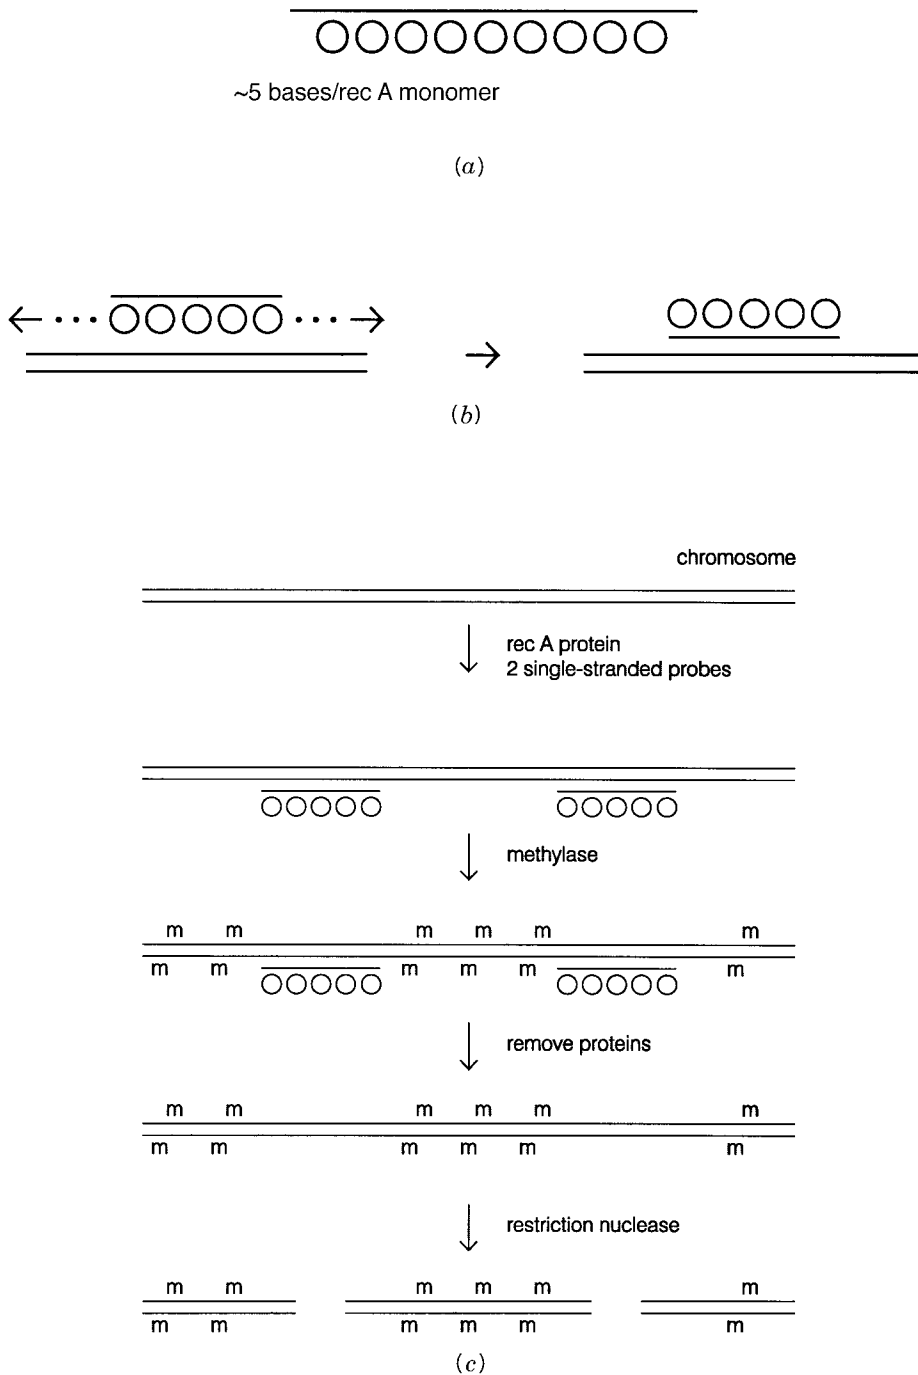 ~5 bases/rec A monomer
(a)
(b)
chromosome
rec A protein
2 single-stranded probes
methylase
m m m m m m
m m m m m m
remove proteins
m m m m m m
m m m m m m
restriction nuclease
m m m m m m
m m m m m m
(c)